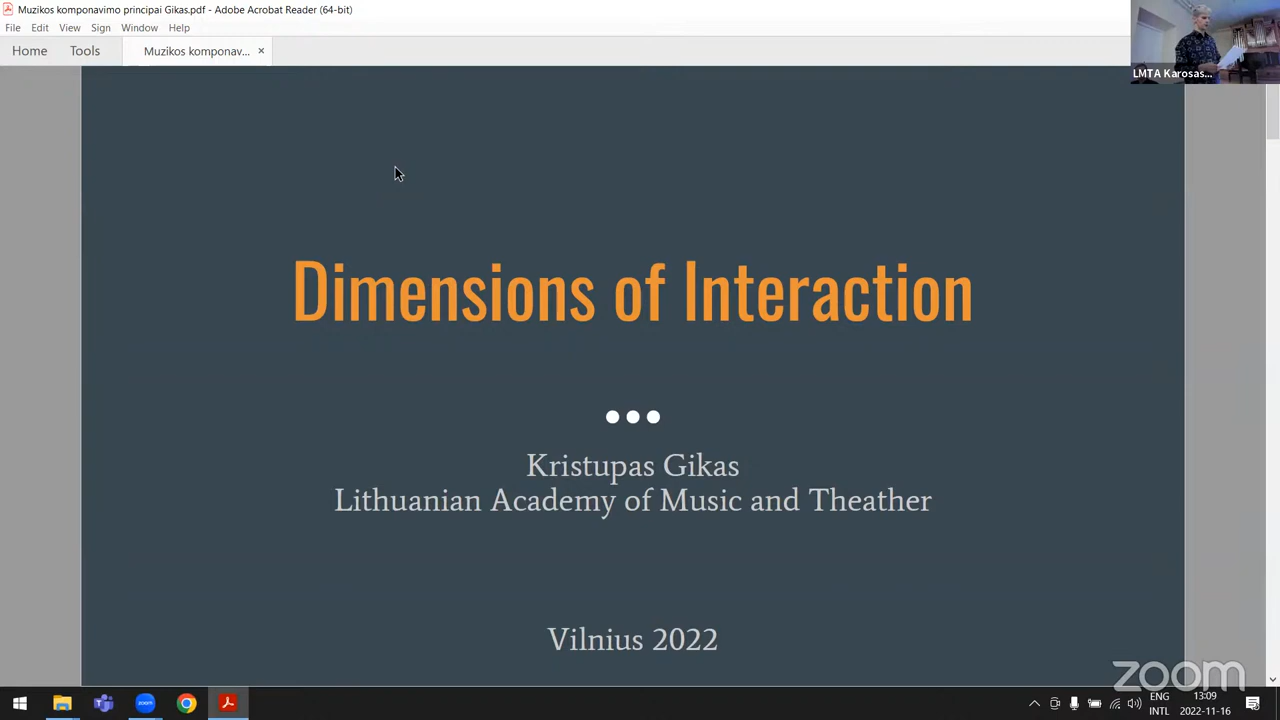 Muzikos komponavimo principai Gikas.pdf - Adobe Acrobat Reader (64-bit)
File Edit View Sign Window Help
Home Tools Muzikos komponav... ×
LMTA Karosas...
Dimensions of Interaction
Kristupas Gikas
Lithuanian Academy of Music and Theather
Vilnius 2022
zoom
zoom
ENG
INTL
13:09
2022-11-16